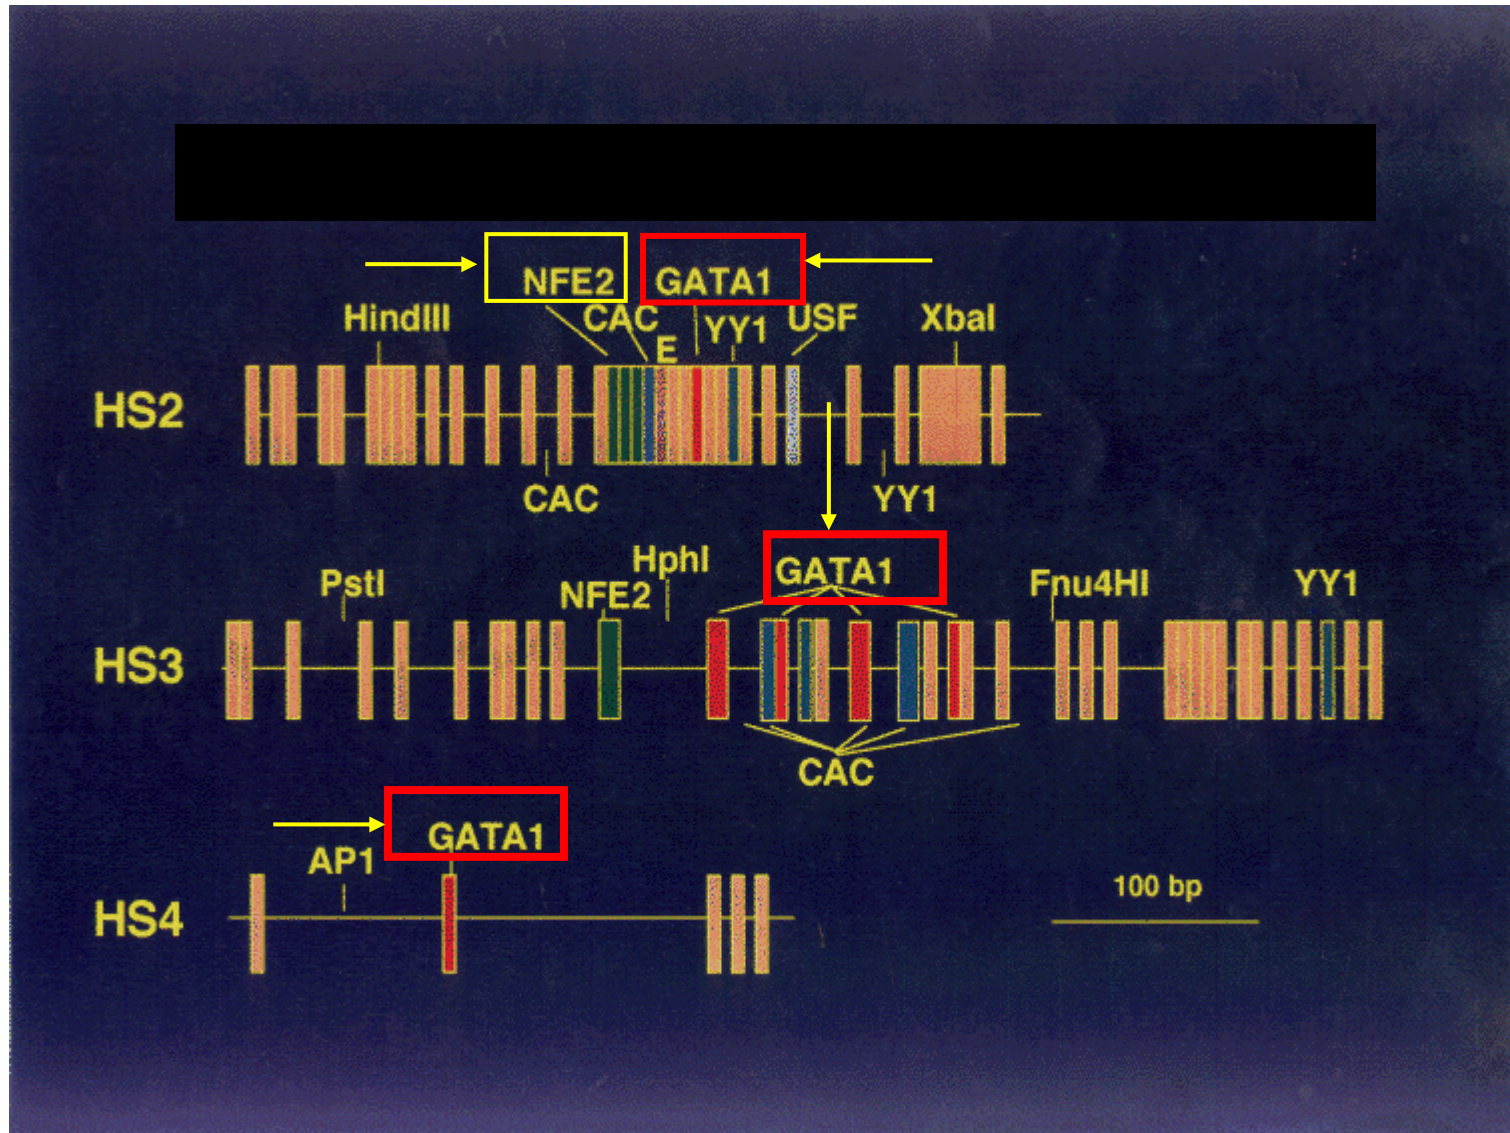 NFE2 GATA1
HindIII CAC YY1 USF XbaI
E
HS2
CAC YY1
HphI GATA1
PstI NFE2 Fnu4HI YY1
HS3
CAC
GATA1
AP1
100 bp
HS4